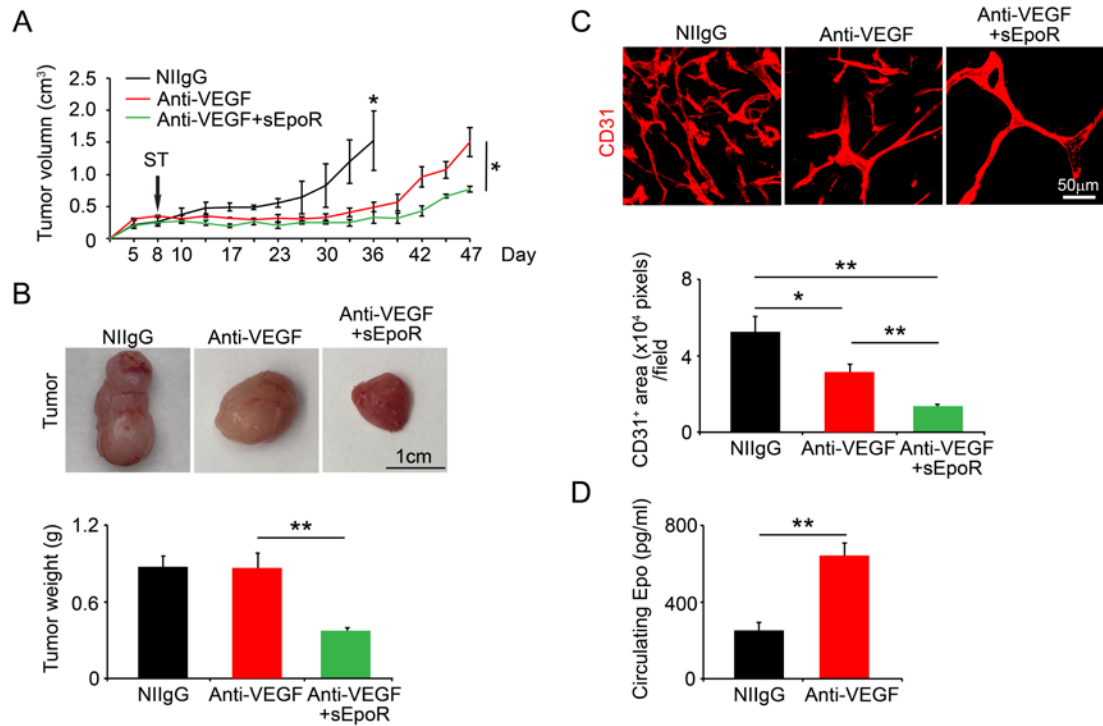 A
NIIgG
Anti-VEGF
Anti-VEGF+sEpoR
Tumor volumn (cm³)
2.5
2.0
1.5
1.0
0.5
0
ST
*
*
5 8 10 17 23 30 36 42 47 Day
B
NIIgG Anti-VEGF Anti-VEGF
+sEpoR
Tumor
1cm
Tumor weight (g)
1.2
0.6
0
**
NIIgG Anti-VEGF Anti-VEGF
+sEpoR
C
NIIgG Anti-VEGF Anti-VEGF
+sEpoR
CD31
50μm
CD31⁺ area (x10⁴ pixels)
/field
8
4
0
**
*
**
NIIgG Anti-VEGF Anti-VEGF
+sEpoR
D
Circulating Epo (pg/ml)
800
400
0
**
NIIgG Anti-VEGF